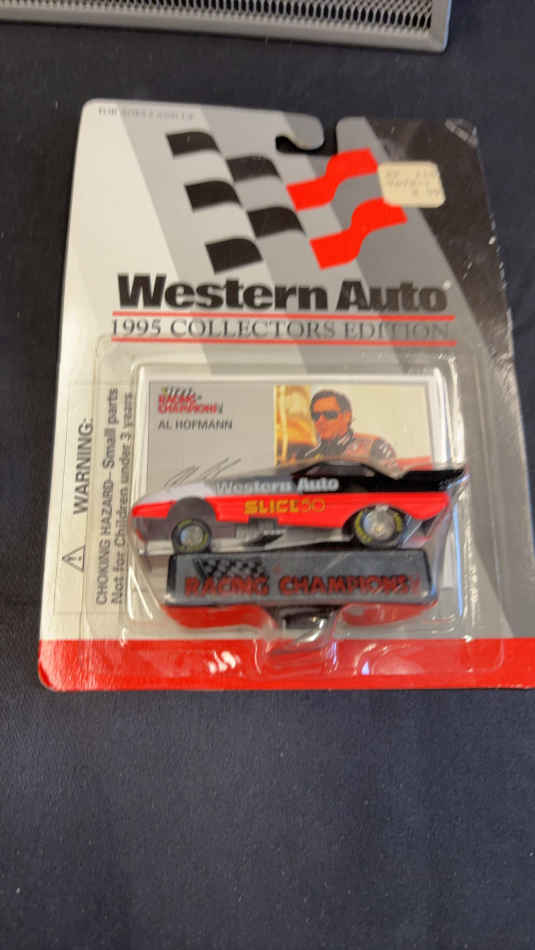 Western Auto
1995 COLLECTORS EDITION
RACING
CHAMPIONS
AL HOFMANN
WARNING:
CHOKING HAZARD- Small parts
Not for Children under 3 years
Western Auto
SLICK 50
RACING CHAMPIONS